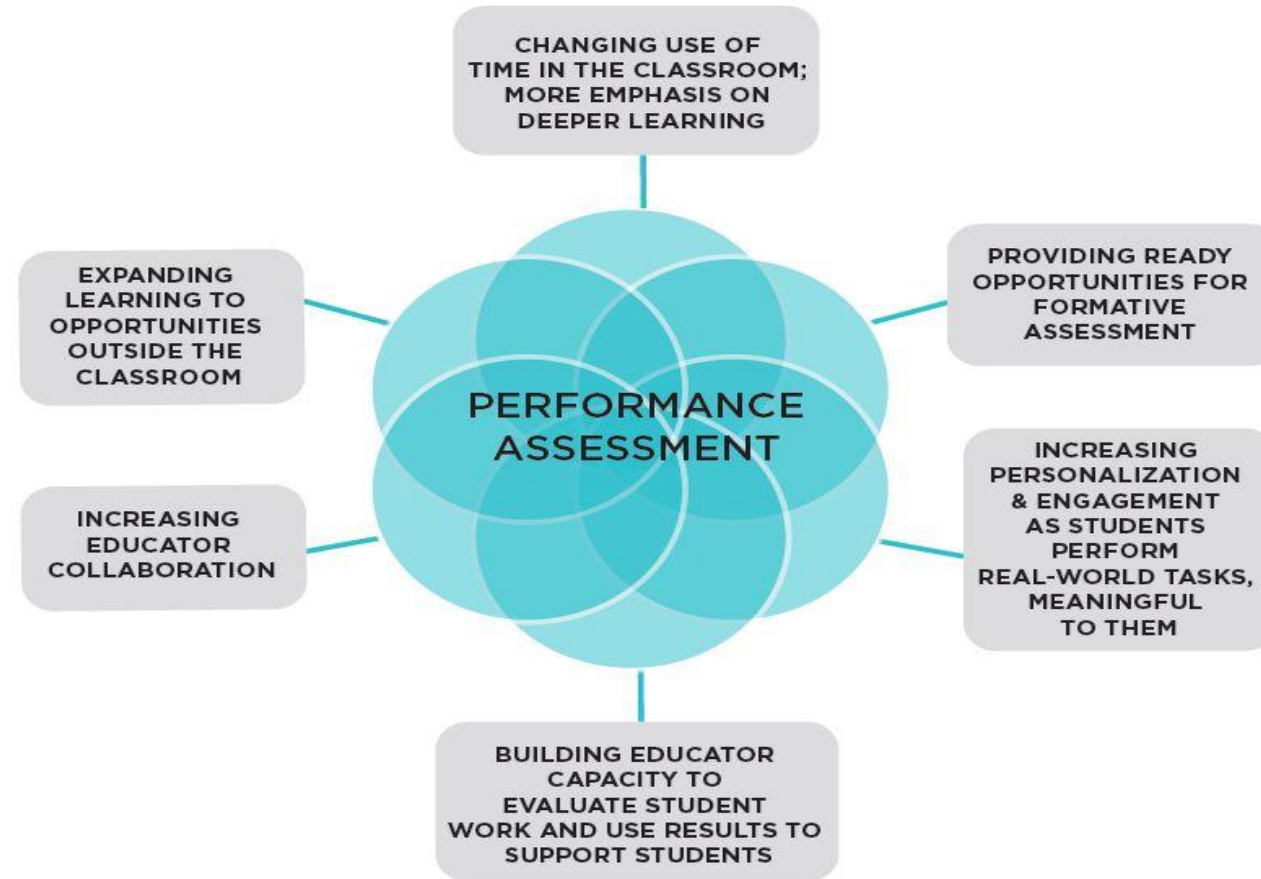 CHANGING USE OF
TIME IN THE CLASSROOM;
MORE EMPHASIS ON
DEEPER LEARNING
EXPANDING
LEARNING TO
OPPORTUNITIES
OUTSIDE THE
CLASSROOM
PROVIDING READY
OPPORTUNITIES FOR
FORMATIVE
ASSESSMENT
PERFORMANCE
ASSESSMENT
INCREASING
EDUCATOR
COLLABORATION
INCREASING
PERSONALIZATION
& ENGAGEMENT
AS STUDENTS
PERFORM
REAL-WORLD TASKS,
MEANINGFUL
TO THEM
BUILDING EDUCATOR
CAPACITY TO
EVALUATE STUDENT
WORK AND USE RESULTS TO
SUPPORT STUDENTS